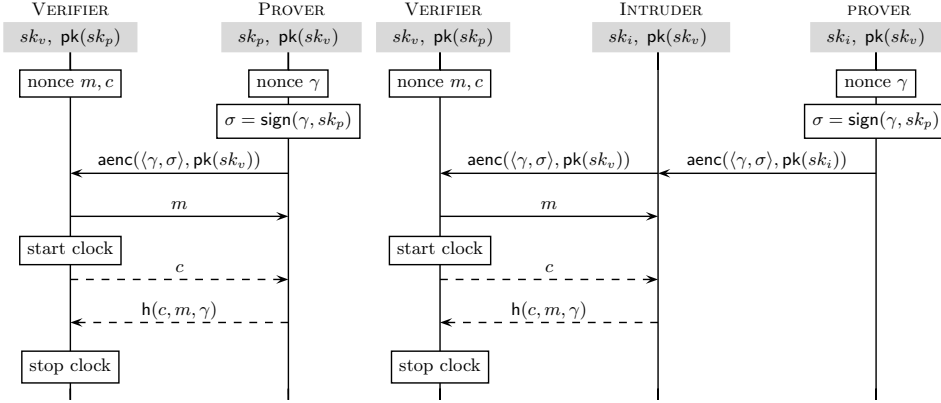 VERIFIER PROVER VERIFIER INTRUDER PROVER
sk_v, pk(sk_p) sk_p, pk(sk_v) sk_v, pk(sk_p) sk_i, pk(sk_v) sk_i, pk(sk_v)
nonce m, c nonce γ nonce m, c nonce γ
σ = sign(γ, sk_p) σ = sign(γ, sk_p)
aenc(⟨γ, σ⟩, pk(sk_v)) aenc(⟨γ, σ⟩, pk(sk_v)) aenc(⟨γ, σ⟩, pk(sk_i))
m m
start clock start clock
c c
h(c, m, γ) h(c, m, γ)
stop clock stop clock